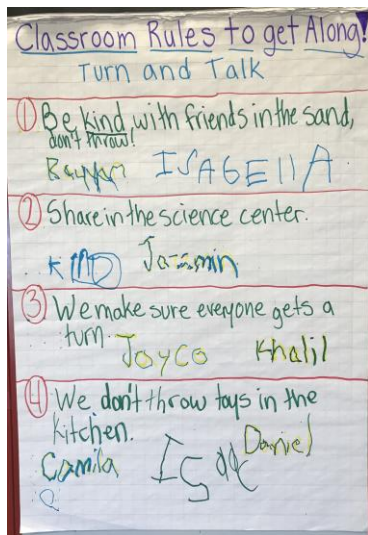 Classroom Rules to get Along!
Turn and Talk
1 Be kind with friends in the sand,
don't throw!
ISABEllA
2 Share in the science center.
Jazzmin
3 We make sure everyone gets a
turn.
Joyco Khalil
4 We don't throw toys in the
kitchen.
Daniel
Camila